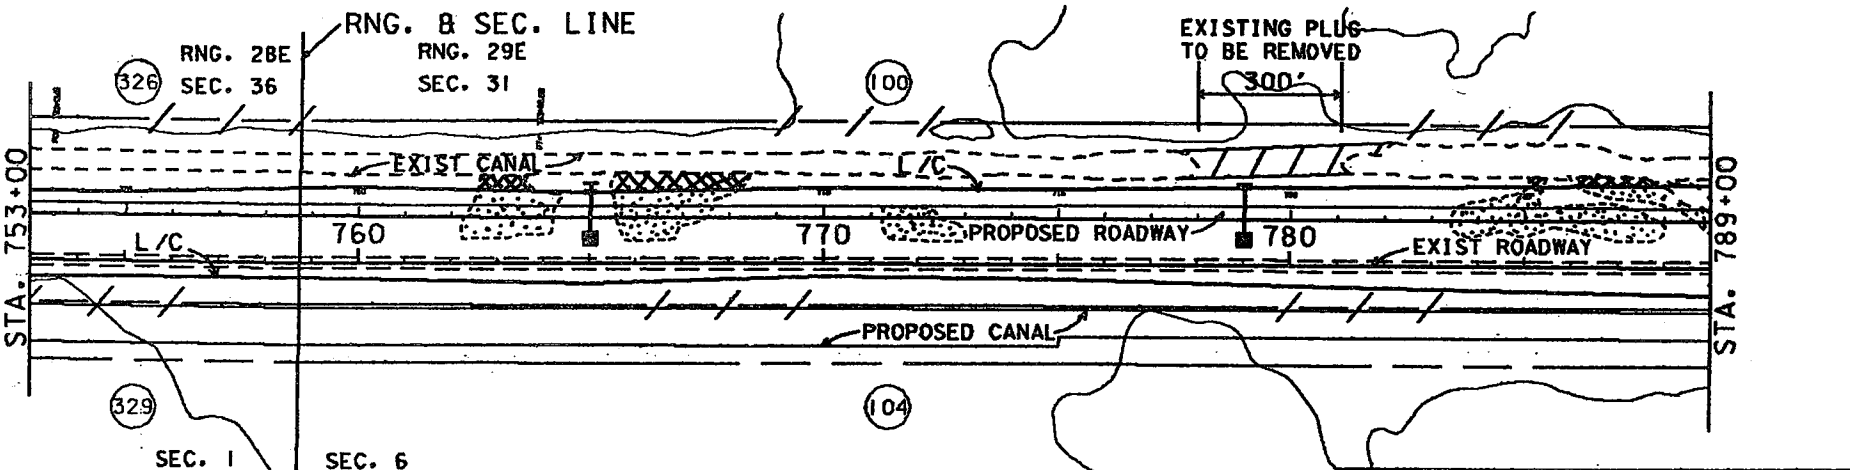 RNG. & SEC. LINE
RNG. 28E
SEC. 36
RNG. 29E
SEC. 31
326
100
EXISTING PLUG
TO BE REMOVED
300'
STA. 753+00
EXIST CANAL
L/C
760
770
PROPOSED ROADWAY
780
EXIST ROADWAY
L/C
STA. 789+00
PROPOSED CANAL
329
104
SEC. 1
SEC. 6